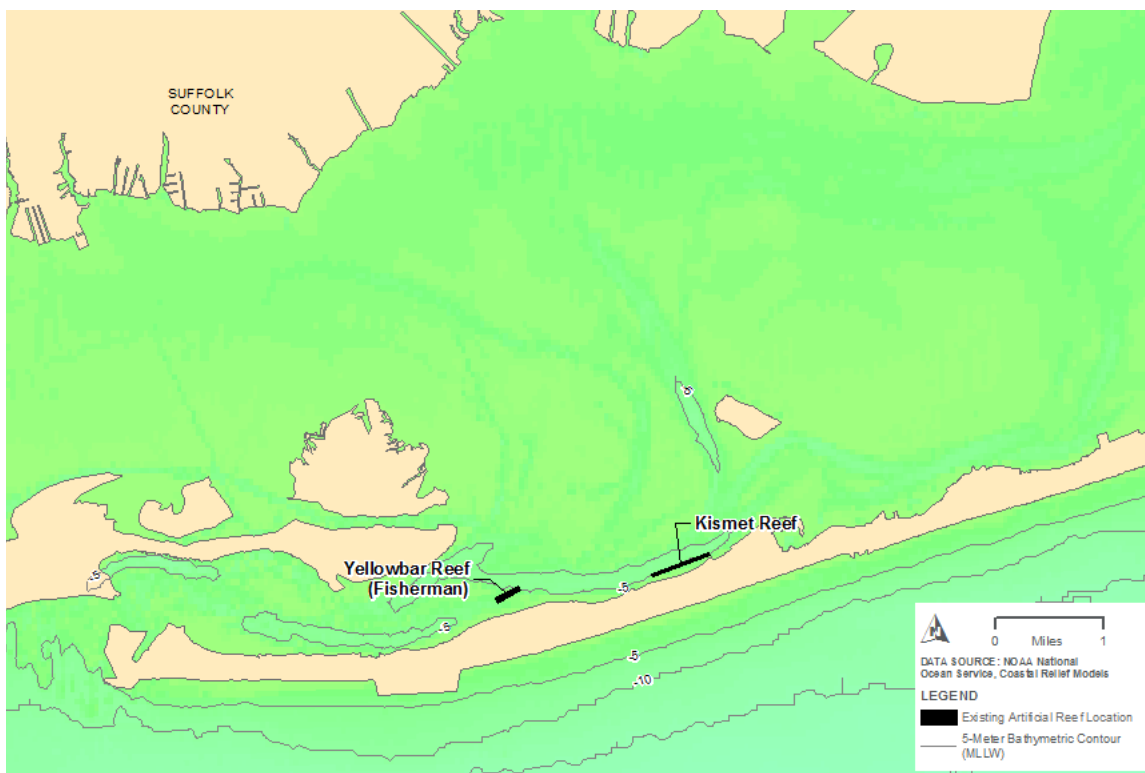 SUFFOLK
COUNTY
-5
Kismet Reef
Yellowbar Reef
(Fisherman)
-5
-5
-5
-5
-10
N
0 Miles 1
DATA SOURCE: NOAA National
Ocean Service, Coastal Relief Models
LEGEND
Existing Artificial Reef Location
5-Meter Bathymetric Contour
(MLLW)